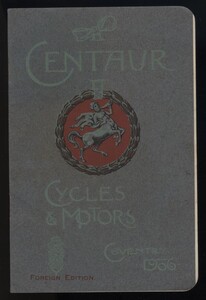 CENTAUR
CYCLES
& MOTORS
COVENTRY
1906
FOREIGN EDITION